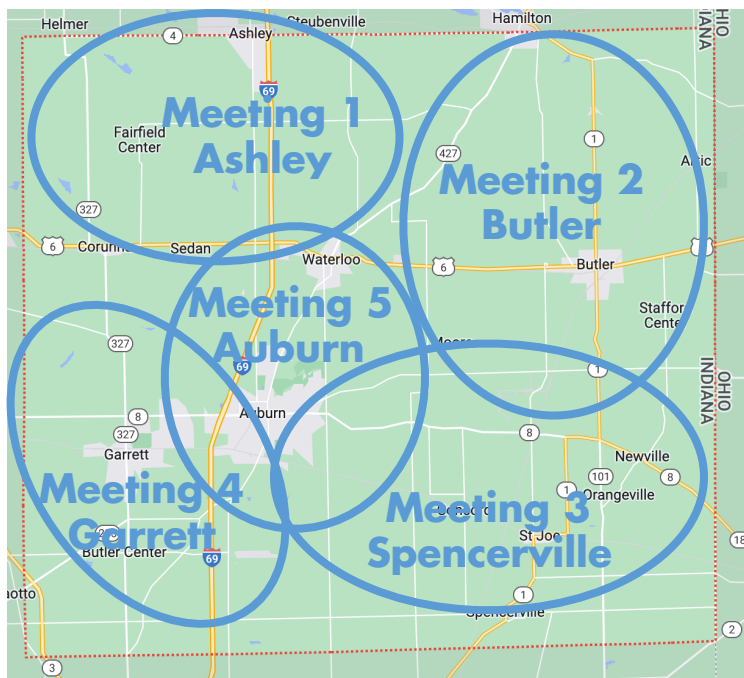 Helmer
Steubenville
Hamilton
OHIO
INDIANA
4
Ashley
69
Meeting 1
Ashley
Fairfield
Center
1
427
Meeting 2
Butler
327
6
Sedan
Waterloo
6
Butler
Meeting 5
Auburn
69
327
1
OHIO
INDIANA
Auburn
8
327
Garrett
8
Newville
8
101
1
Orangeville
Meeting 4
Garrett
Meeting 3
Spencerville
St Joe
Butler Center
69
1
Spencerville
2
3